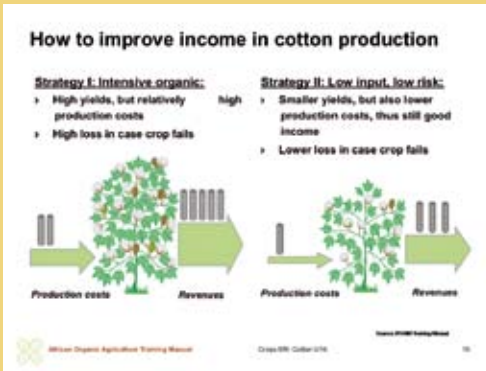 How to improve income in cotton production
Strategy I: Intensive organic:
› High yields, but relatively high
production costs
› High loss in case crop fails
Strategy II: Low input, low risk:
› Smaller yields, but also lower
production costs, thus still good
income
› Lower loss in case crop fails
Production costs
Revenues
Production costs
Revenues
African Organic Agriculture Training Manual